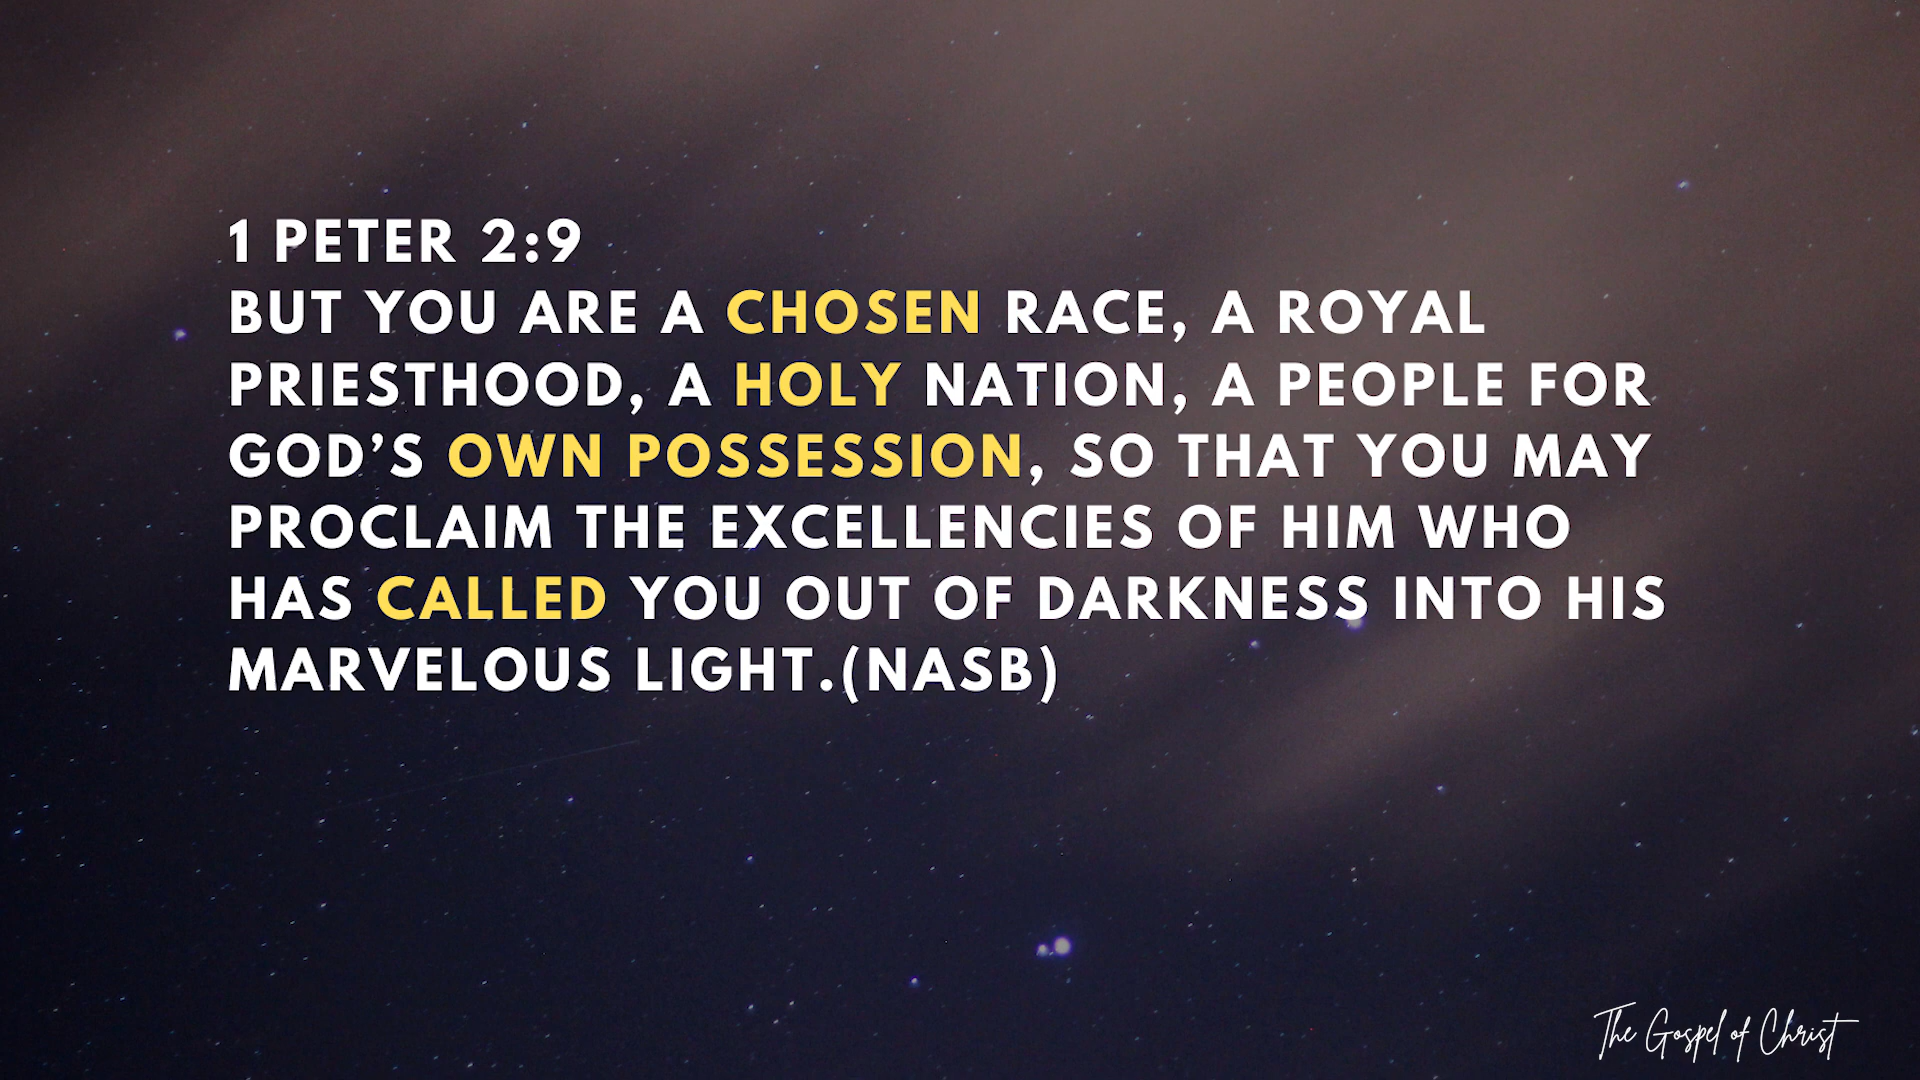 1 PETER 2:9
BUT YOU ARE A CHOSEN RACE, A ROYAL
PRIESTHOOD, A HOLY NATION, A PEOPLE FOR
GOD’S OWN POSSESSION, SO THAT YOU MAY
PROCLAIM THE EXCELLENCIES OF HIM WHO
HAS CALLED YOU OUT OF DARKNESS INTO HIS
MARVELOUS LIGHT.(NASB)
The Gospel of Christ